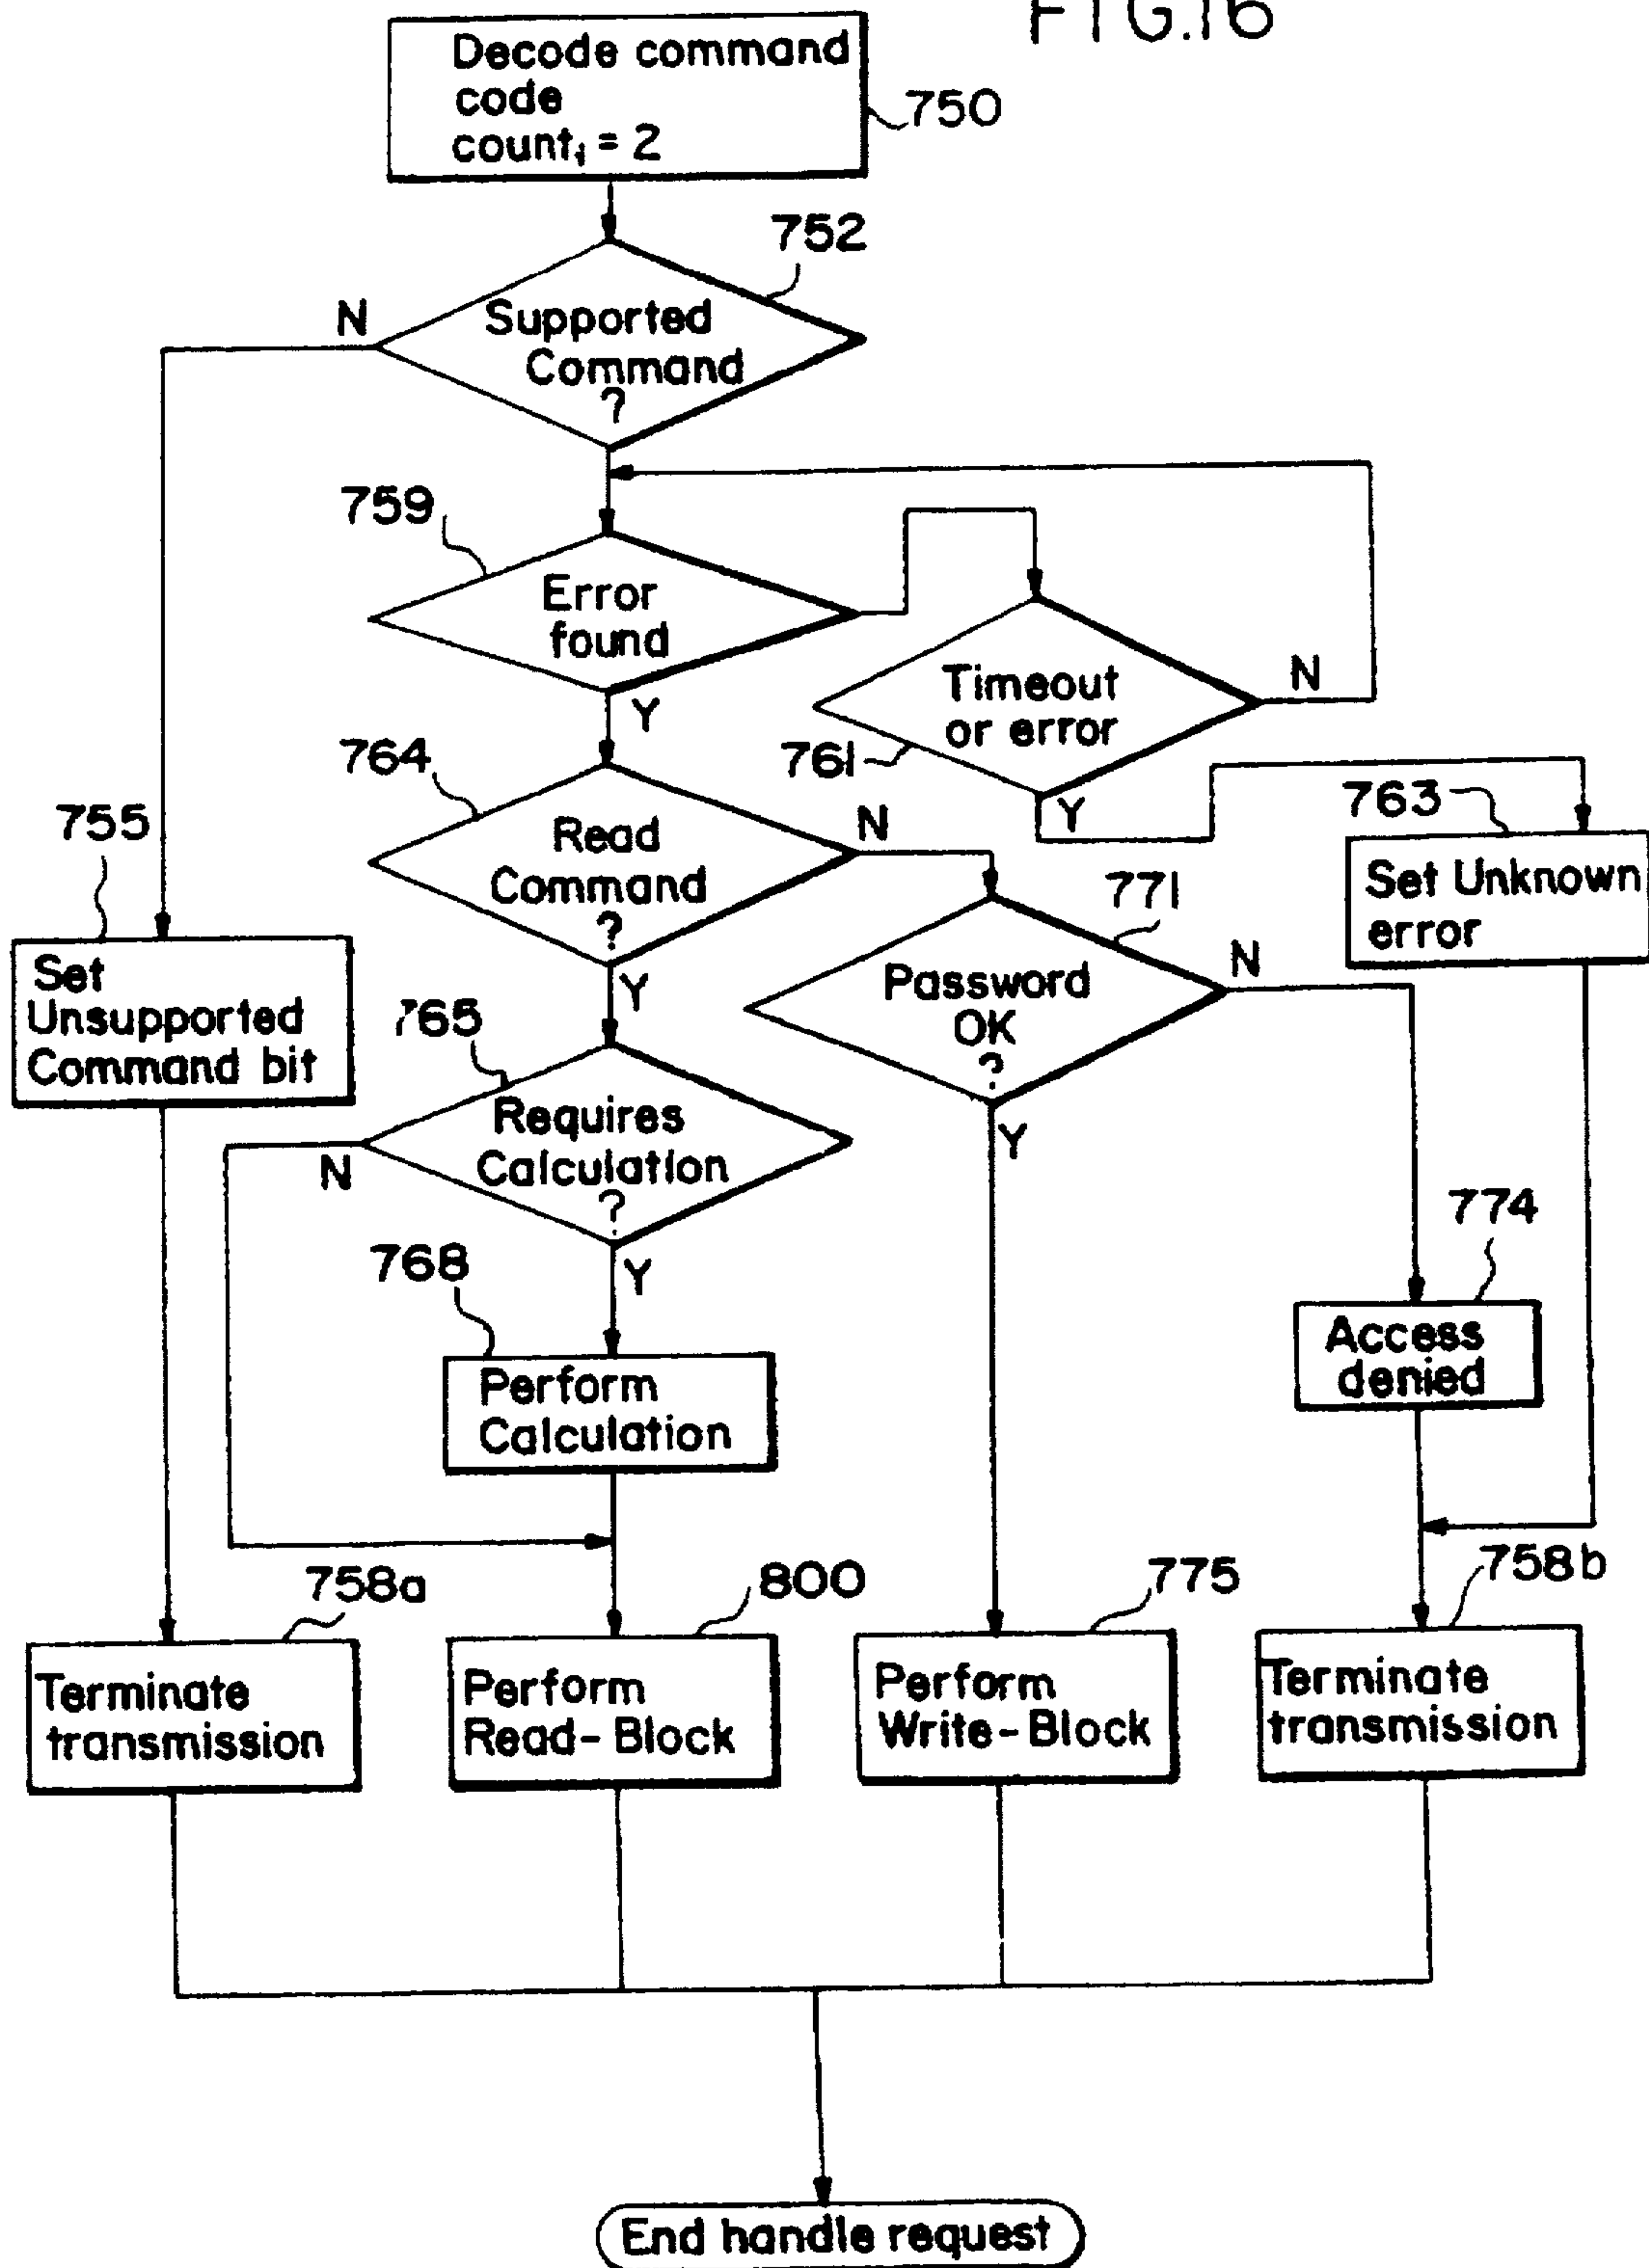 FIG.16
Decode command
code
count₁ = 2
750
752
N
Supported
Command
?
759
Error
found
Y
Timeout
or error
N
761
Y
764
Read
Command
?
N
Y
763
Set Unknown
error
755
Set
Unsupported
Command bit
771
Password
OK
?
N
Y
765
Requires
Calculation
?
N
Y
768
Perform
Calculation
774
Access
denied
758a
Terminate
transmission
800
Perform
Read-Block
775
Perform
Write-Block
758b
Terminate
transmission
End handle request